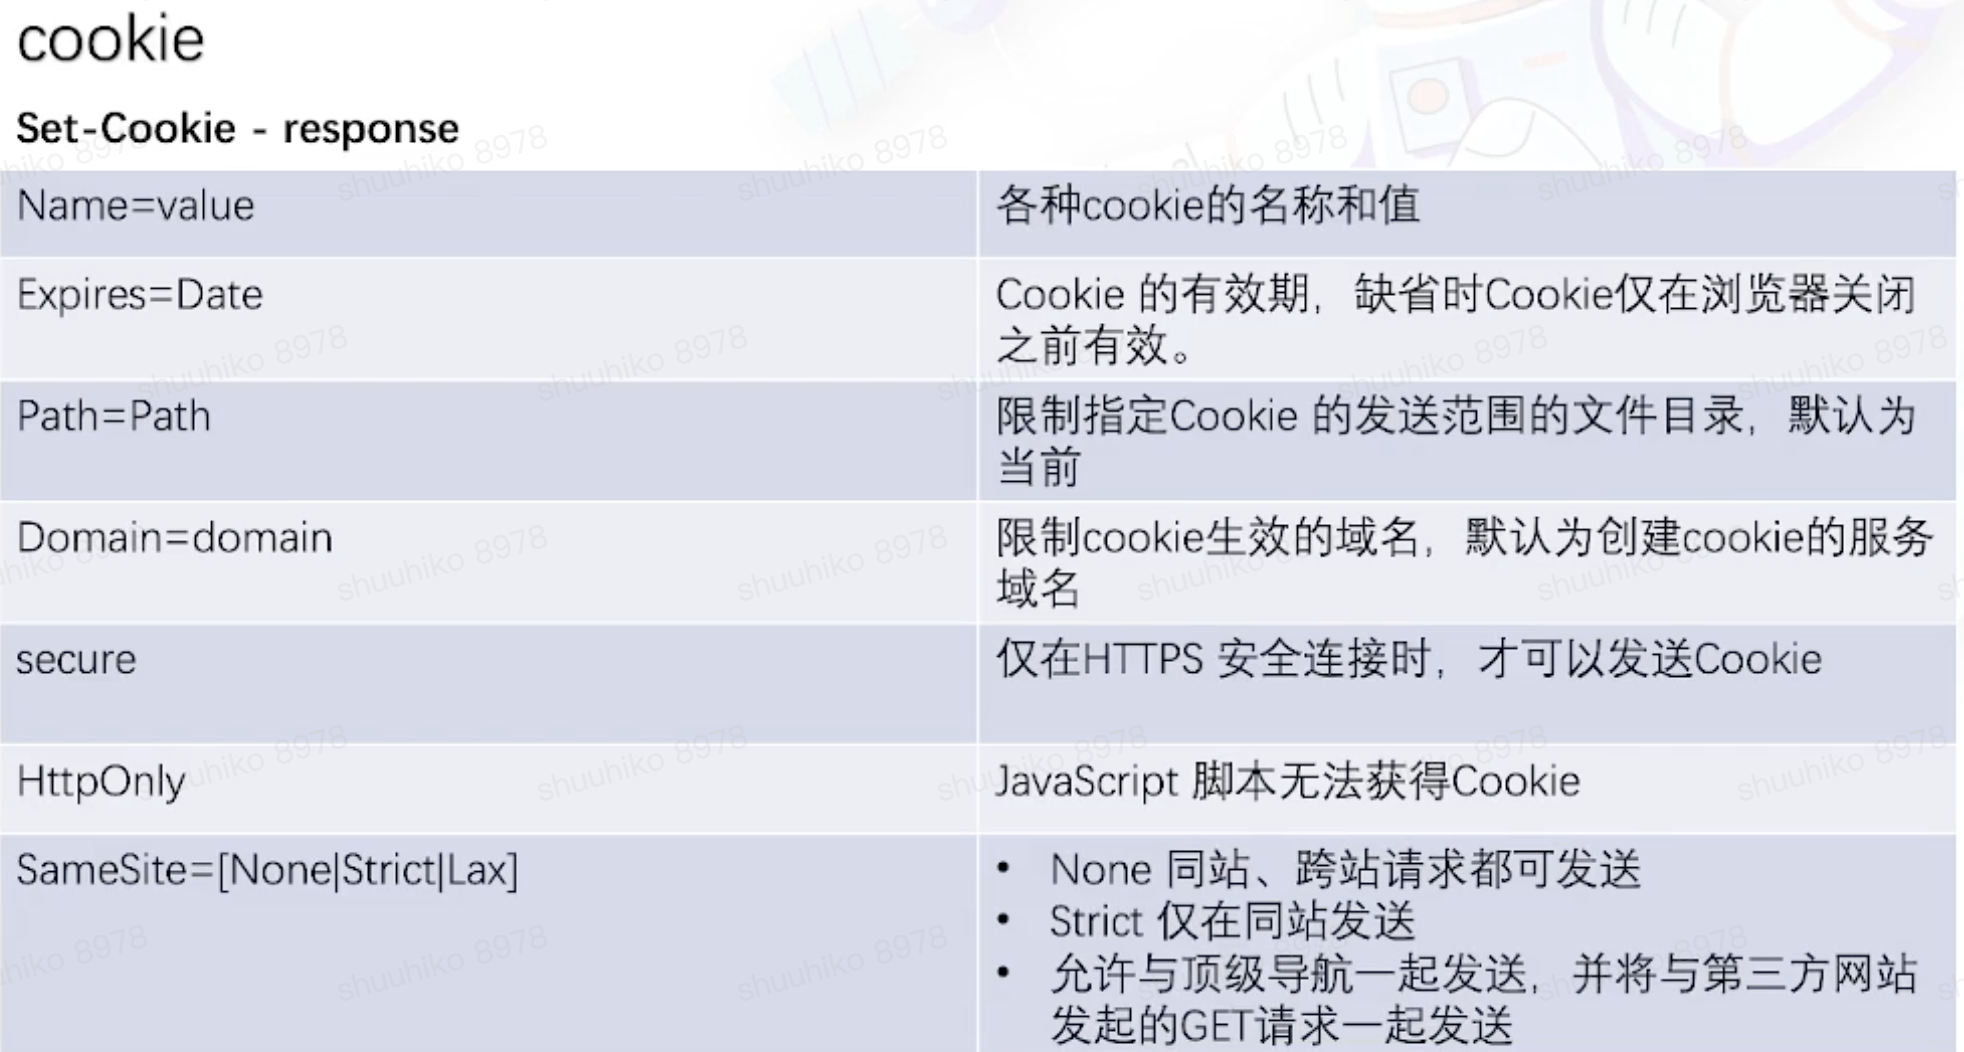 cookie
Set-Cookie - response
Name=value
各种cookie的名称和值
Expires=Date
Cookie 的有效期，缺省时Cookie仅在浏览器关闭
之前有效。
Path=Path
限制指定Cookie 的发送范围的文件目录，默认为
当前
Domain=domain
限制cookie生效的域名，默认为创建cookie的服务
域名
secure
仅在HTTPS 安全连接时，才可以发送Cookie
HttpOnly
JavaScript 脚本无法获得Cookie
SameSite=[None|Strict|Lax]
• None 同站、跨站请求都可发送
• Strict 仅在同站发送
• 允许与顶级导航一起发送，并将与第三方网站
发起的GET请求一起发送
shuuhiko 8978